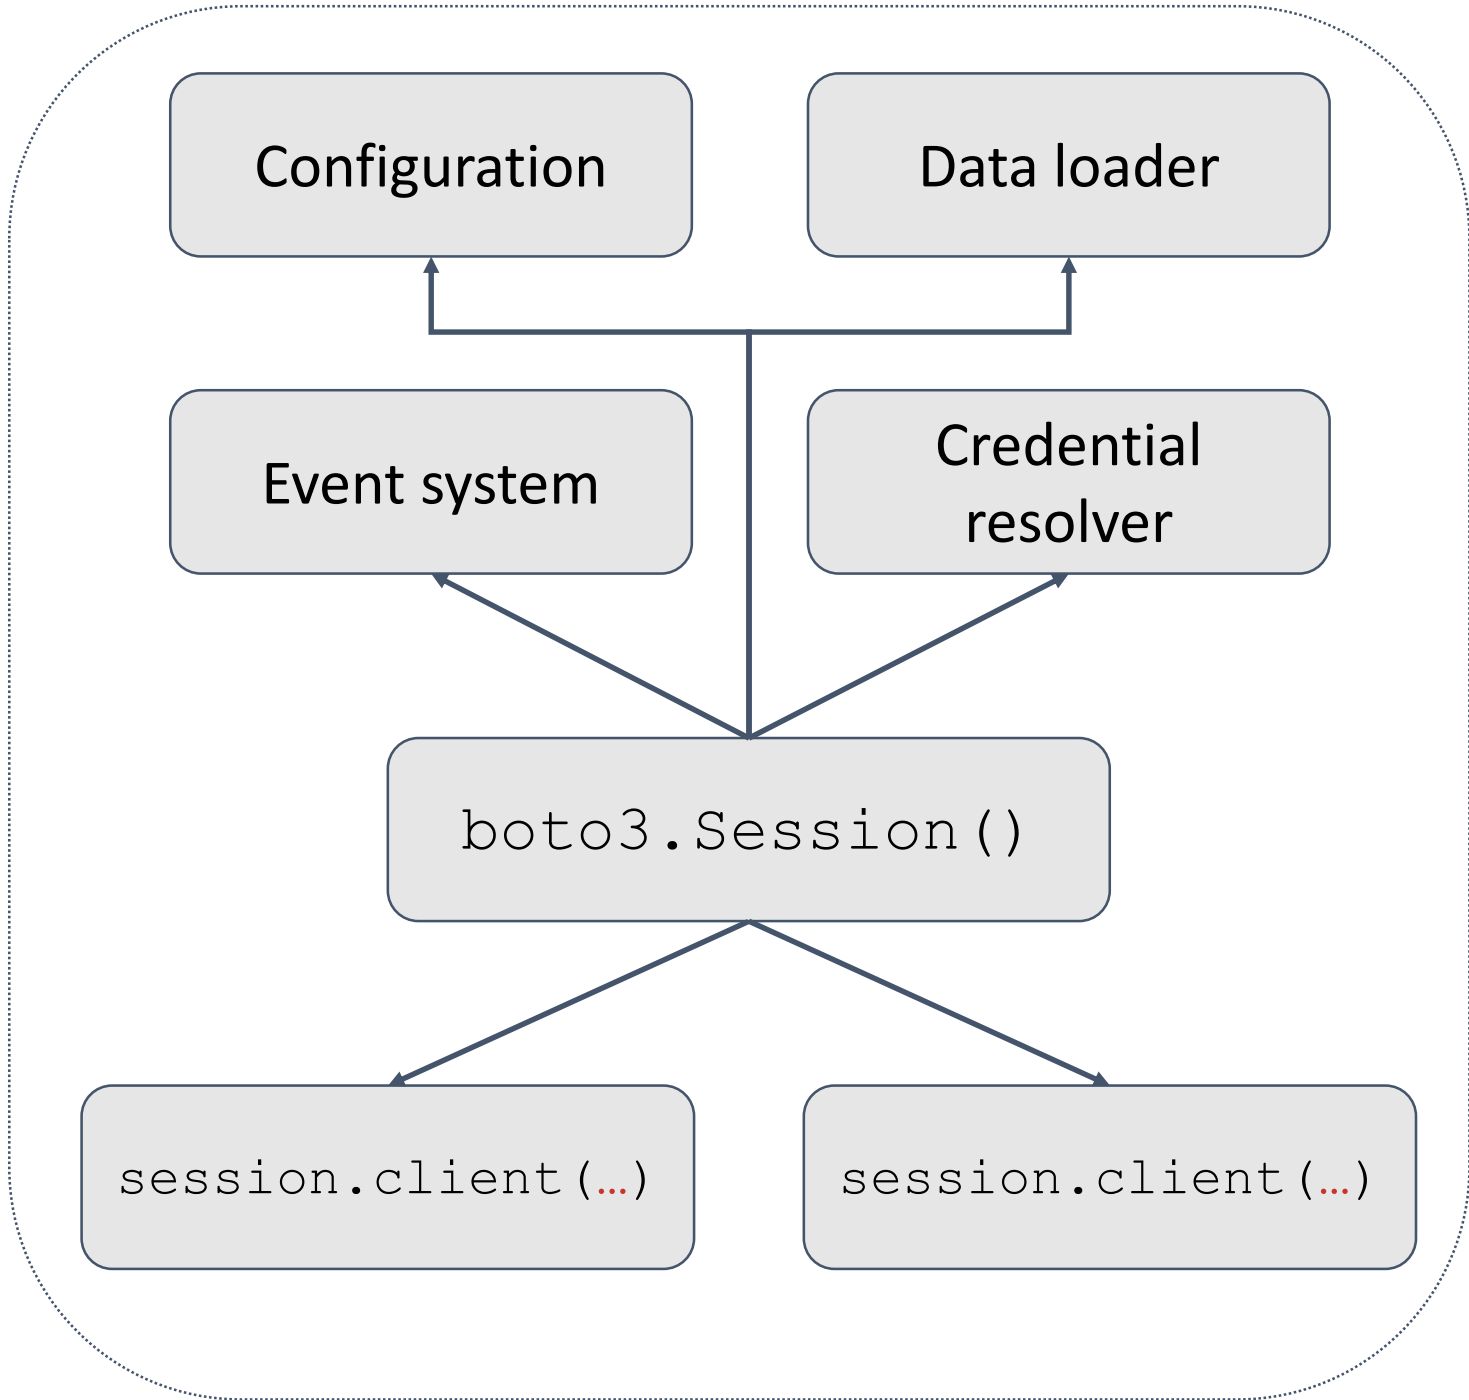 Configuration
Data loader
Event system
Credential
resolver
boto3.Session()
session.client(…)
session.client(…)